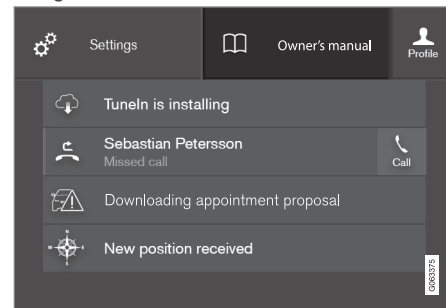 Settings
Owner's manual
Profile
TuneIn is installing
Sebastian Petersson
Missed call
Call
Downloading appointment proposal
New position received
G063375